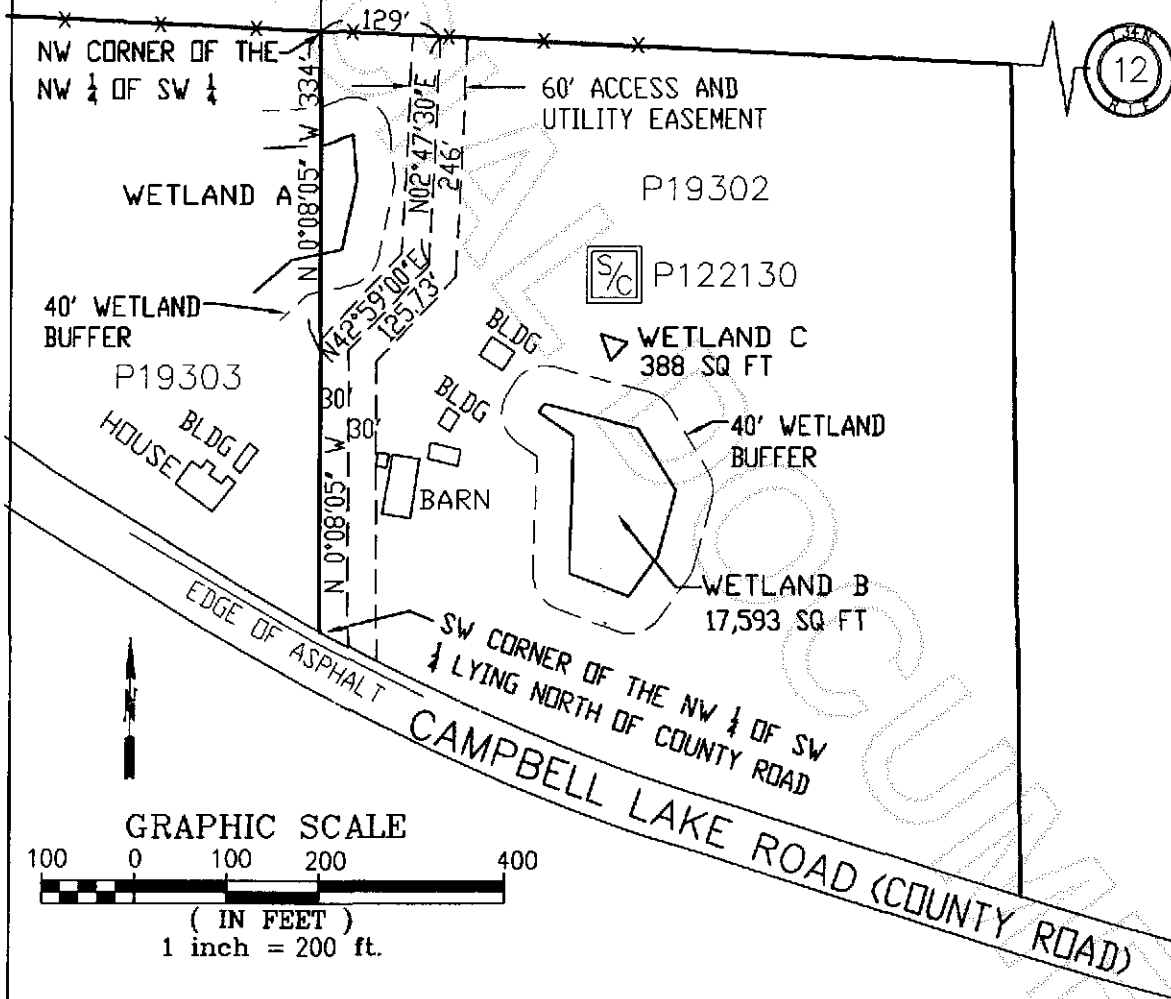 129'
NW CORNER OF THE
NW 1/4 OF SW 1/4
N 0°08'05" W 334'
N02°47'30"E
246'
60' ACCESS AND
UTILITY EASEMENT
12
T 34N
R 1 E
WETLAND A
P19302
S/C P122130
40' WETLAND
BUFFER
N42°59'00"E
125.73'
BLDG
WETLAND C
388 SQ FT
P19303
BLDG
30'
30'
BLDG
HOUSE
40' WETLAND
BUFFER
BARN
N 0°08'05" W
WETLAND B
17,593 SQ FT
EDGE OF ASPHALT
SW CORNER OF THE NW 1/4 OF SW
1/4 LYING NORTH OF COUNTY ROAD
CAMPBELL LAKE ROAD (COUNTY ROAD)
GRAPHIC SCALE
100 0 100 200 400
( IN FEET )
1 inch = 200 ft.